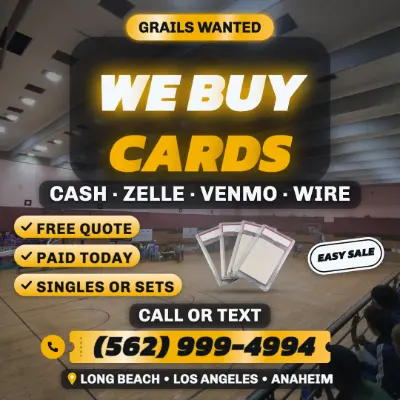 GRAILS WANTED
WE BUY
CARDS
CASH · ZELLE · VENMO · WIRE
FREE QUOTE
PAID TODAY
SINGLES OR SETS
EASY SALE
CALL OR TEXT
(562) 999-4994
LONG BEACH • LOS ANGELES • ANAHEIM